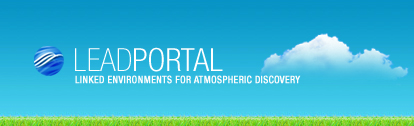 LEADPORTAL
LINKED ENVIRONMENTS FOR ATMOSPHERIC DISCOVERY